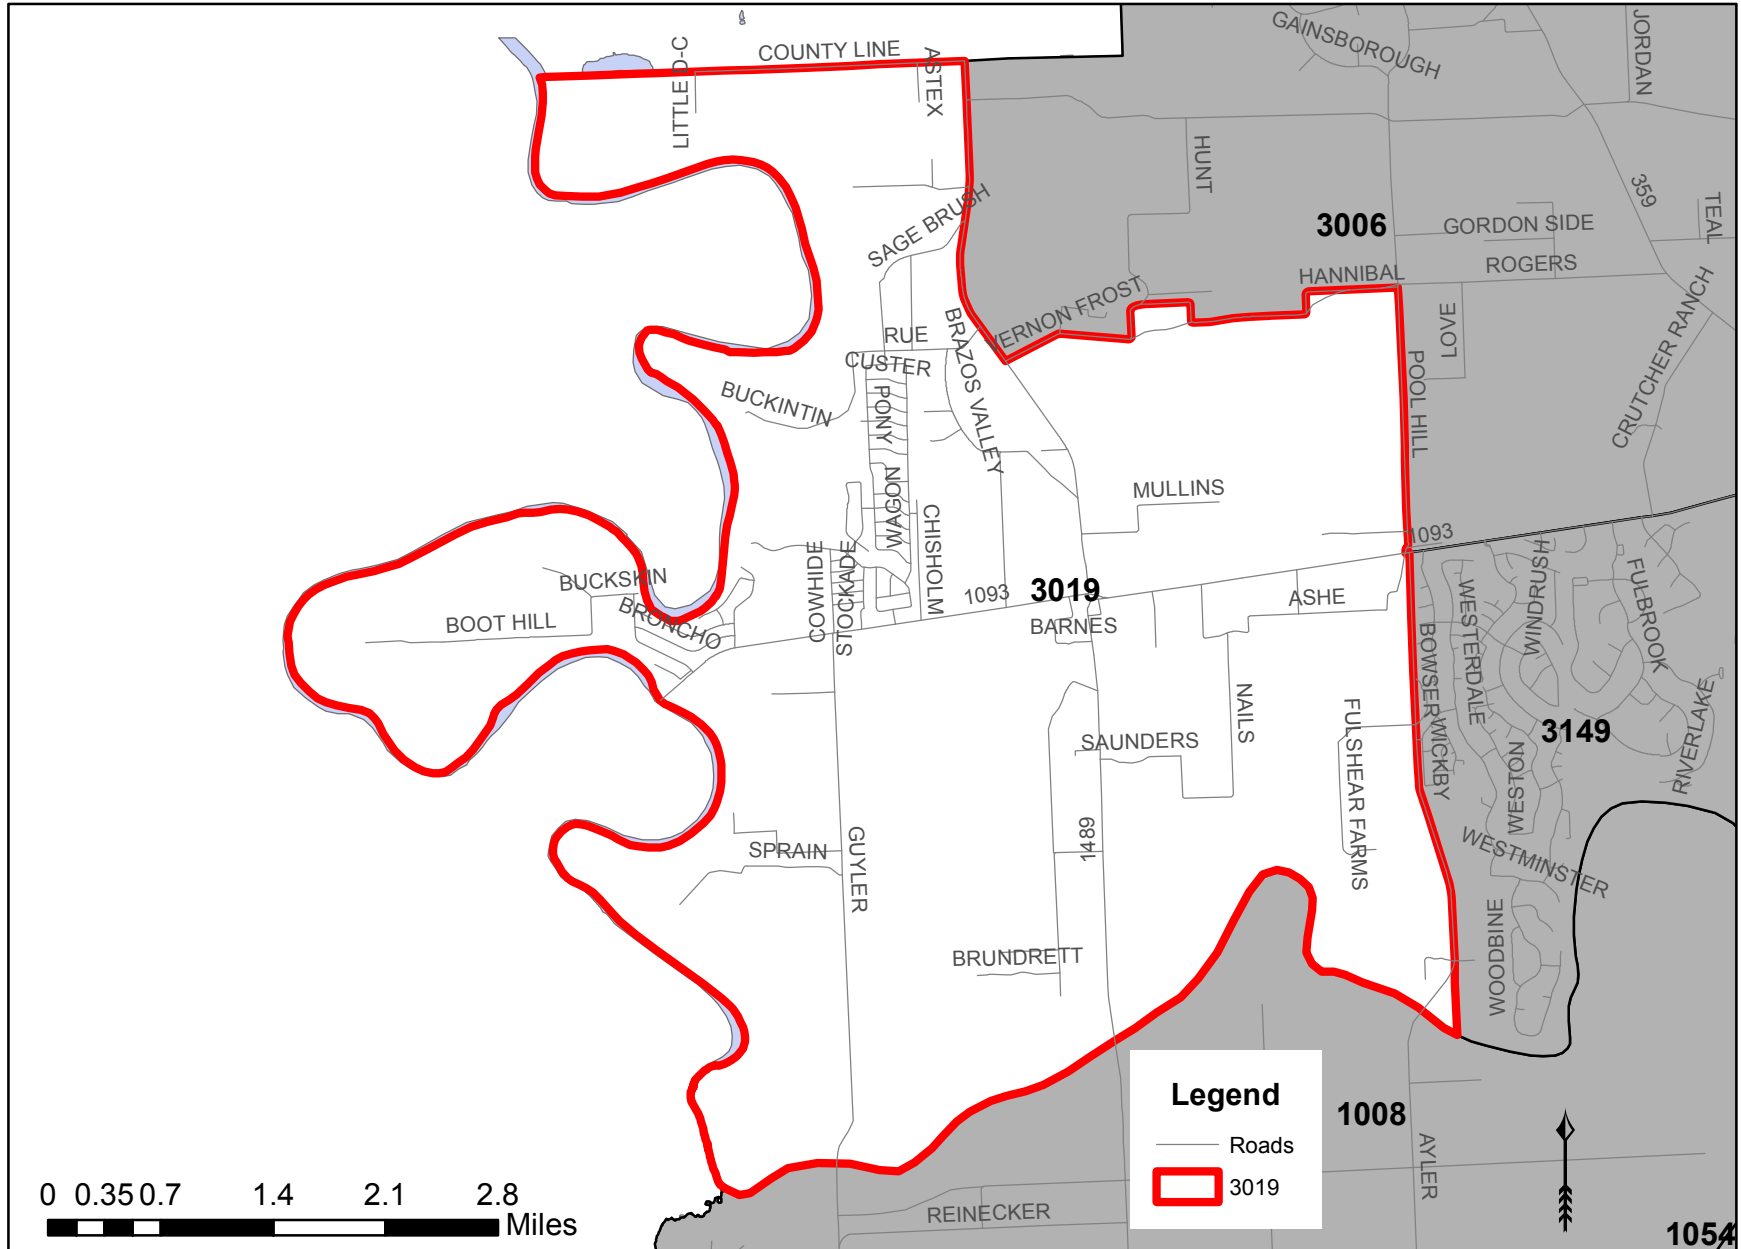 GAINSBOROUGH
JORDAN
COUNTY LINE
LITTLE D-C
ASTEX
HUNT
359
TEAL
SAGE BRUSH
3006
GORDON SIDE
ROGERS
HANNIBAL
VERNON FROST
LOVE
CRUTCHER RANCH
RUE
CUSTER
BRAZOS VALLEY
POOL HILL
BUCKINTIN
PONY
WAGON
MULLINS
CHISHOLM
1093
COWHIDE
STOCKADE
BUCKSKIN
BRONCHO
BOOT HILL
1093
3019
BARNES
ASHE
WINDRUSH
FULBROOK
WESTERDALE
BOWSER
WICKBY
NAILS
SAUNDERS
FULSHEAR FARMS
3149
RIVERLAKE
WESTON
WESTMINSTER
1489
SPRAIN
GUYLER
BRUNDRETT
WOODBINE
1008
AYLER
REINECKER
1054
Legend
Roads
3019
0 0.35 0.7 1.4 2.1 2.8
Miles